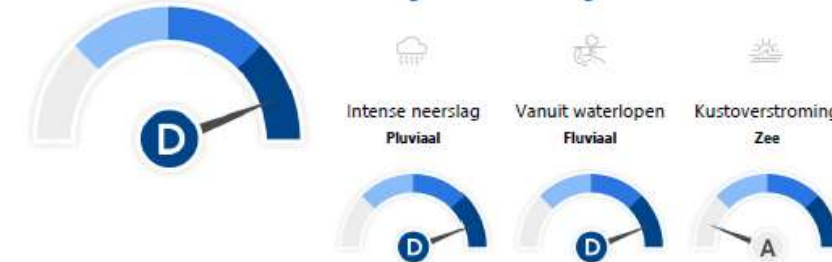 D
Intense neerslag
Pluviaal
D
Vanuit waterlopen
Fluviaal
D
Kustoverstroming
Zee
A